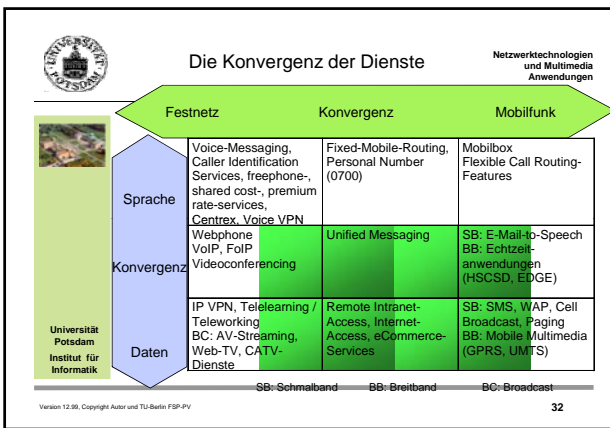 UNIVERSITÄT POTSDAM
Die Konvergenz der Dienste
Netzwerktechnologien
und Multimedia
Anwendungen
Festnetz
Konvergenz
Mobilfunk
Sprache
Voice-Messaging,
Caller Identification
Services, freephone-,
shared cost-, premium
rate-services,
Centrex, Voice VPN
Fixed-Mobile-Routing,
Personal Number
(0700)
Mobilbox
Flexible Call Routing-
Features
Konvergenz
Webphone
VoIP, FoIP
Videoconferencing
Unified Messaging
SB: E-Mail-to-Speech
BB: Echtzeit-
anwendungen
(HSCSD, EDGE)
Daten
IP VPN, Telelearning /
Teleworking
BC: AV-Streaming,
Web-TV, CATV-
Dienste
Remote Intranet-
Access, Internet-
Access, eCommerce-
Services
SB: SMS, WAP, Cell
Broadcast, Paging
BB: Mobile Multimedia
(GPRS, UMTS)
Universität
Potsdam
Institut für
Informatik
SB: Schmalband
BB: Breitband
BC: Broadcast
Version 12.99, Copyright Autor und TU-Berlin FSP-PV
32